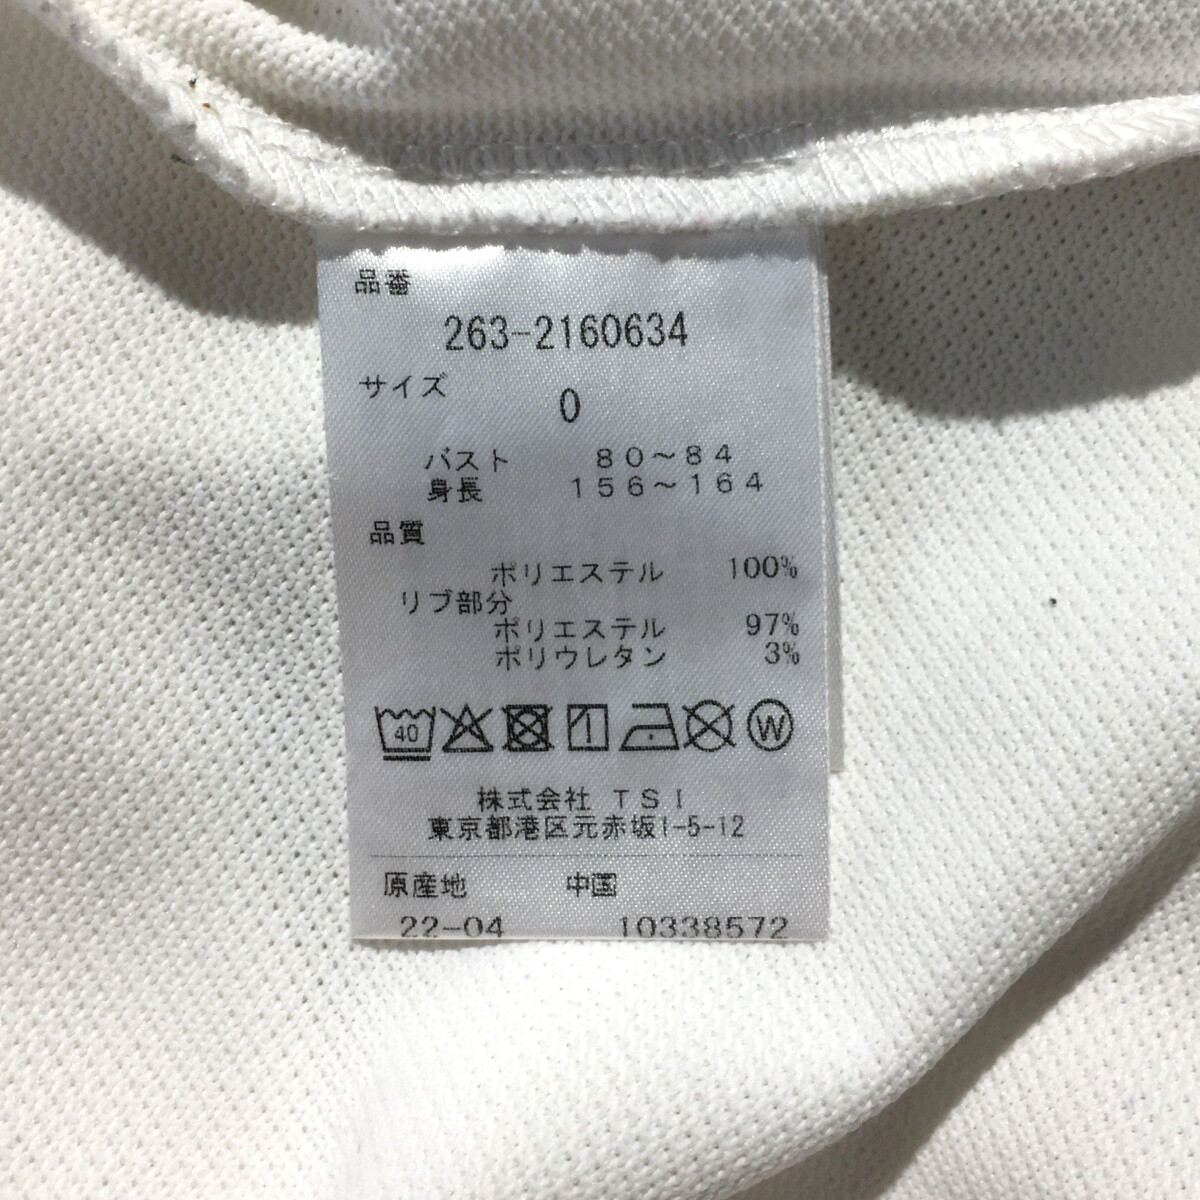 品番
263-2160634
サイズ
0
バスト 80～84
身長 156～164
品質
ポリエステル 100%
リブ部分
ポリエステル 97%
ポリウレタン 3%
40 W
株式会社 TSI
東京都港区元赤坂1-5-12
原産地 中国
22-04 10338572